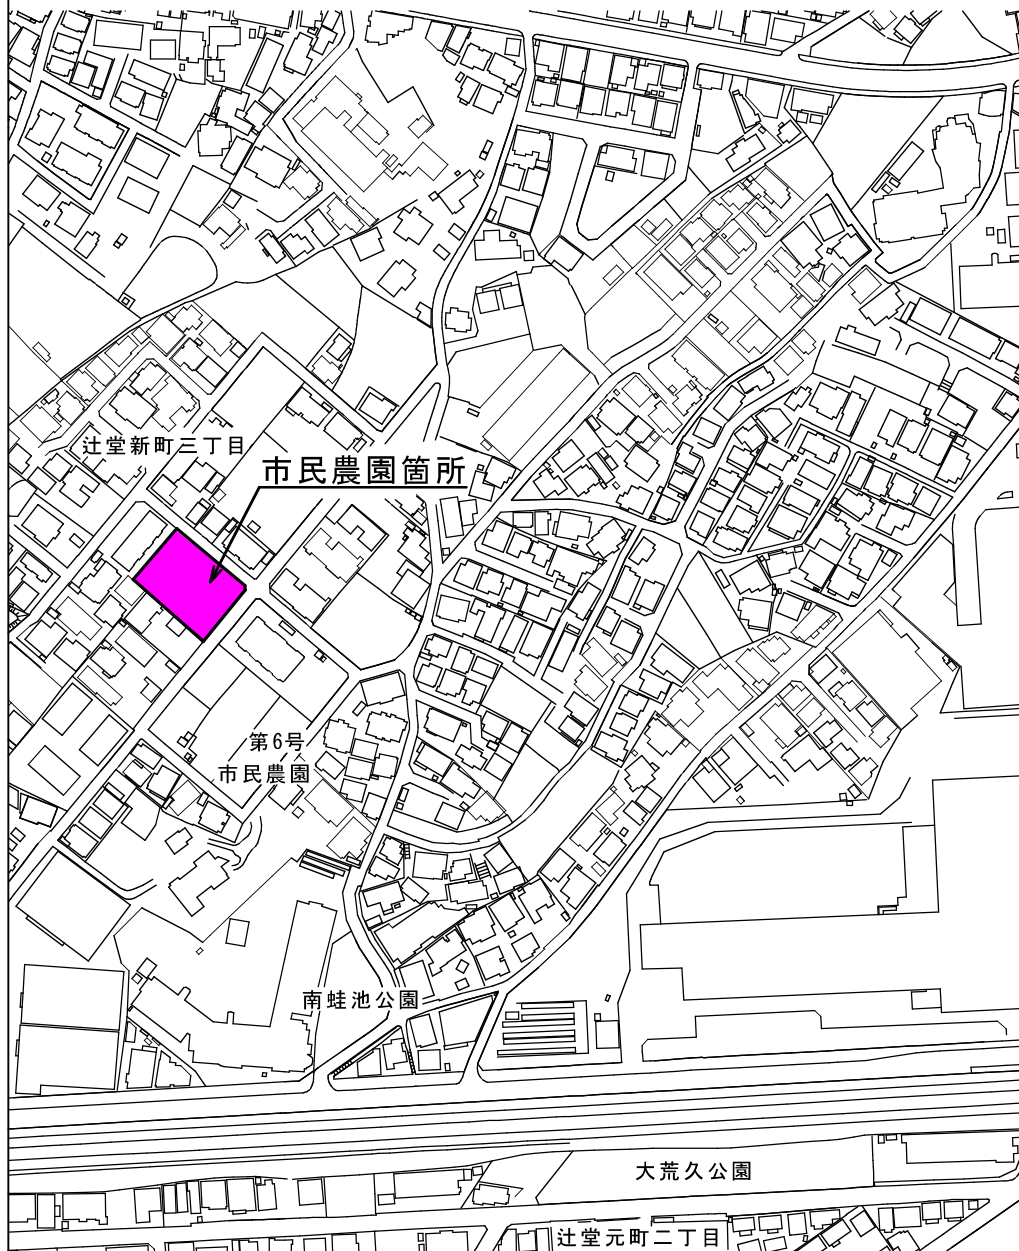 辻堂新町三丁目
市民農園箇所
第6号
市民農園
南蛙池公園
大荒久公園
辻堂元町二丁目